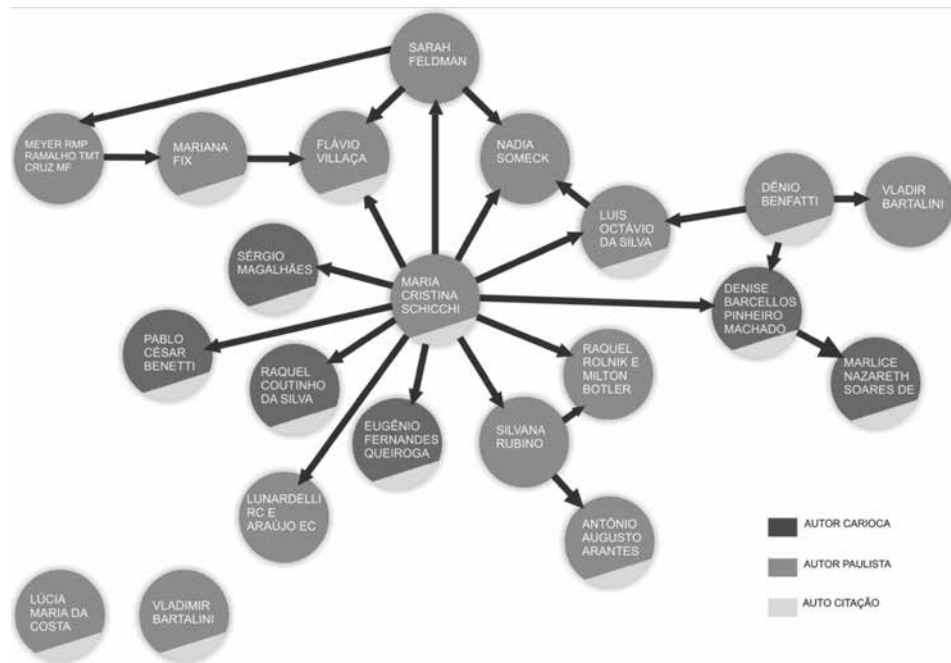 SARAH
FELDMAN
MEYER RMP
RAMALHO TMT
CRUZ MF
MARIANA
FIX
FLÁVIO
VILLAÇA
NADIA
SOMECK
DÊNIO
BENFATTI
VLADIR
BARTALINI
LUIS
OCTÁVIO
DA SILVA
SÉRGIO
MAGALHÃES
MARIA
CRISTINA
SCHICCHI
DENISE
BARCELLOS
PINHEIRO
MACHADO
PABLO
CÉSAR
BENETTI
RAQUEL
COUTINHO
DA SILVA
RAQUEL
ROLNIK E
MILTON
BOTLER
MARLICE
NAZARETH
SOARES DE
EUGÊNIO
FERNANDES
QUEIROGA
SILVANA
RUBINO
LUNARDELLI
RC E
ARAÚJO EC
ANTÔNIO
AUGUSTO
ARANTES
AUTOR CARIOCA
AUTOR PAULISTA
AUTO CITAÇÃO
LÚCIA
MARIA DA
COSTA
VLADIMIR
BARTALINI